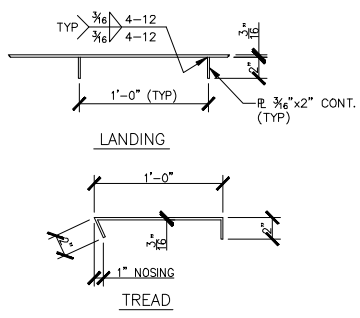 TYP 3/16 4-12
3/16 4-12
3"
16
2"
1'-0" (TYP)
PL 3/16"x2" CONT.
(TYP)
LANDING
1'-0"
2"
3"
16
2"
1" NOSING
TREAD